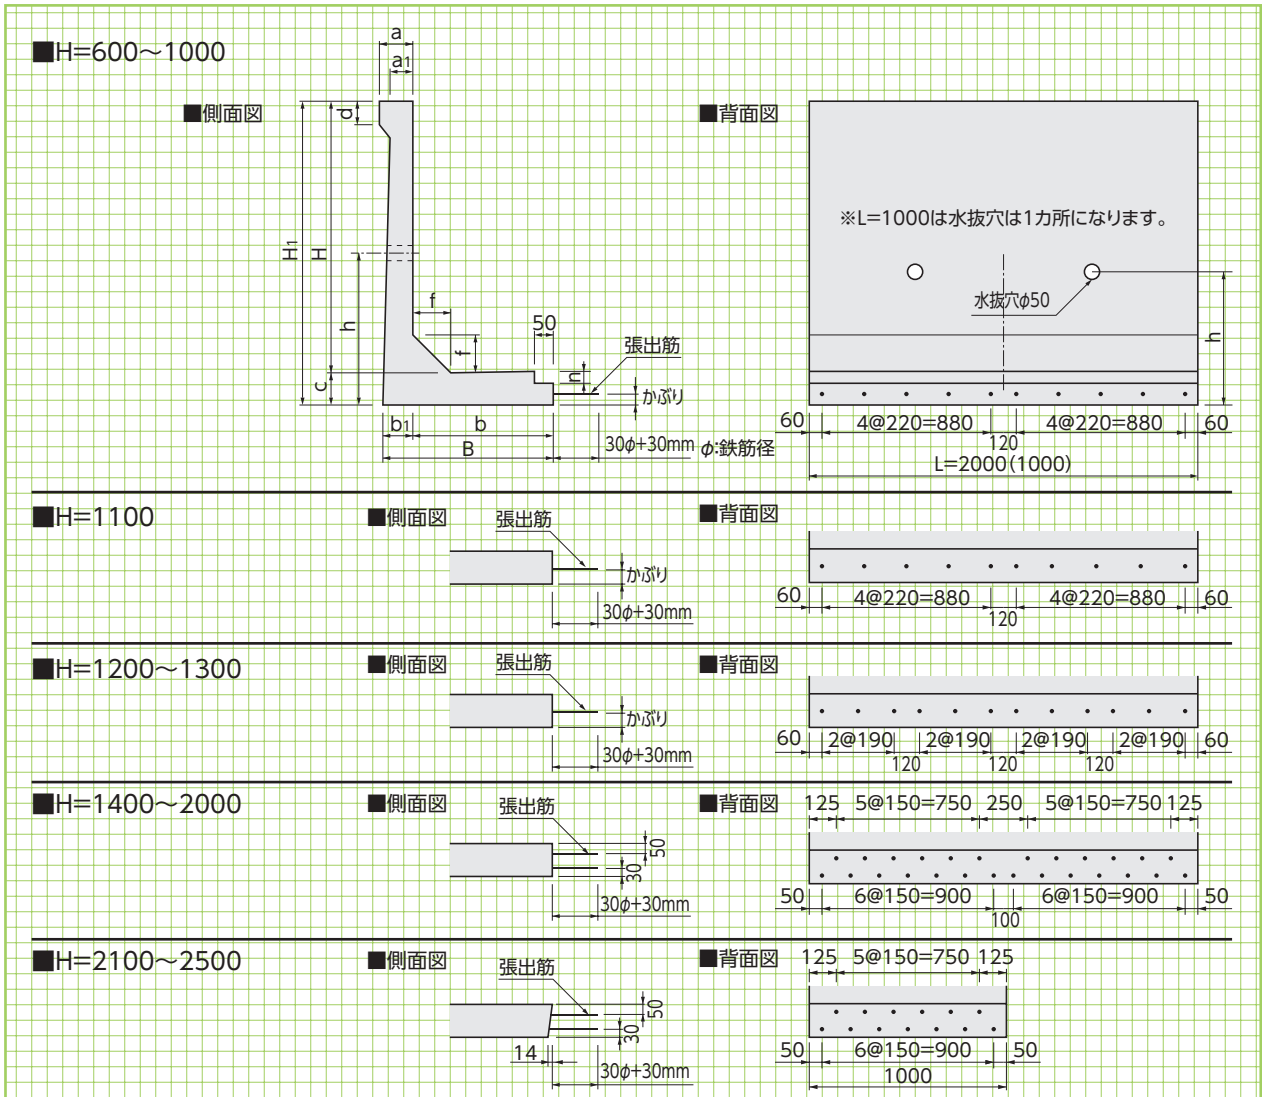 ■H=600～1000
■側面図
a
a1
d
H1
H
h
c
f
f
50
n
張出筋
かぶり
b1
b
B
30φ+30mm
φ:鉄筋径
■背面図
※L=1000は水抜穴は1カ所になります。
水抜穴φ50
h
60
4@220=880
120
4@220=880
60
L=2000(1000)
■H=1100
■側面図
張出筋
かぶり
30φ+30mm
■背面図
60
4@220=880
120
4@220=880
60
■H=1200～1300
■側面図
張出筋
かぶり
30φ+30mm
■背面図
60
2@190
120
2@190
120
2@190
120
2@190
60
■H=1400～2000
■側面図
張出筋
50
30
30φ+30mm
■背面図
125
5@150=750
250
5@150=750
125
50
6@150=900
100
6@150=900
50
■H=2100～2500
■側面図
張出筋
50
30
14
30φ+30mm
■背面図
125
5@150=750
125
50
6@150=900
50
1000